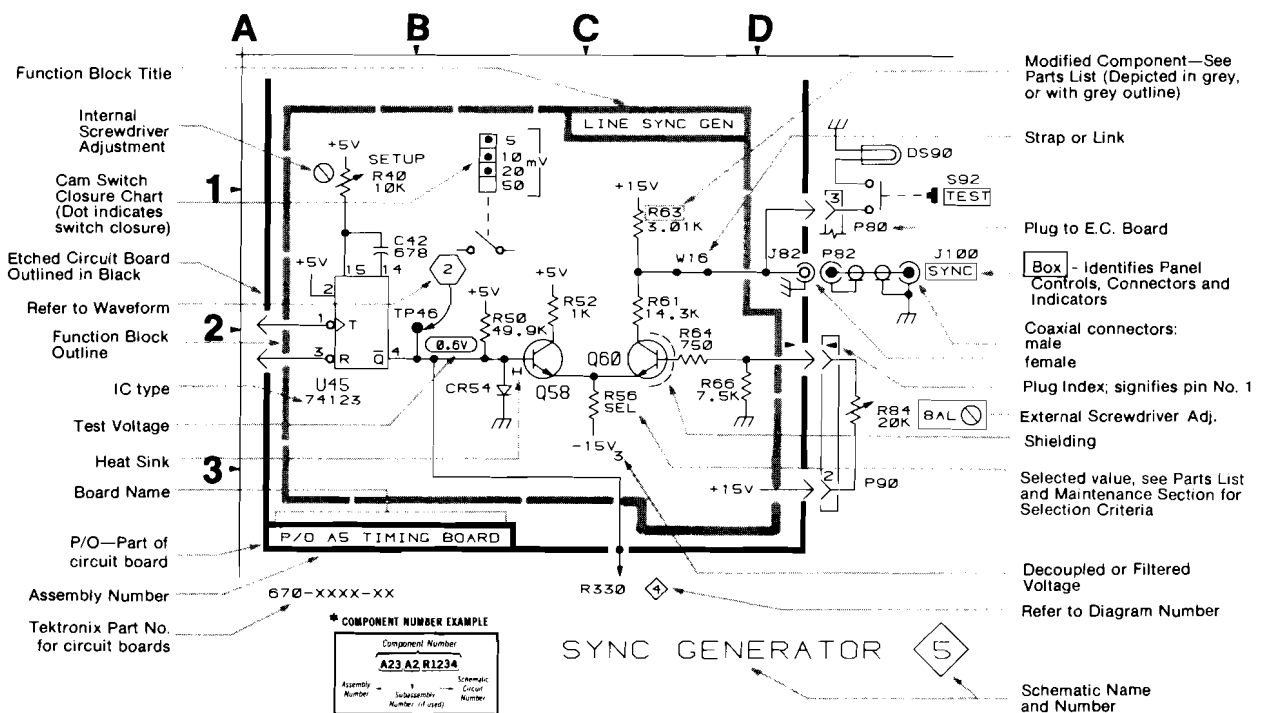 A B C D
Function Block Title
Internal
Screwdriver
Adjustment
Cam Switch
Closure Chart
(Dot indicates
switch closure)
Etched Circuit Board
Outlined in Black
Refer to Waveform
Function Block
Outline
IC type
Test Voltage
Heat Sink
Board Name
P/O—Part of
circuit board
Assembly Number
Tektronix Part No.
for circuit boards
1
2
3
LINE SYNC GEN
+5V
SETUP
R40
10K
5
10
20
50
mV
C42
678
+5V
15 14
2
1
T
3
R
Q
4
U45
74123
2
TP46
0.6V
+5V
R50
49.9K
CR54
+5V
R52
1K
Q58
+15V
R63
3.01K
W16
R61
14.3K
Q60
R64
750
R56
SEL
-15V
3
R66
7.5K
DS90
S92
TEST
3
P80
J82
P82
J100
SYNC
R84
20K
BAL
+15V
2
P90
P/O A5 TIMING BOARD
670-XXXX-XX
R330
4
* COMPONENT NUMBER EXAMPLE
Component Number
A23 A2 R1234
Assembly
Number
Subassembly
Number (if used)
Schematic
Circuit
Number
SYNC GENERATOR
5
Modified Component—See
Parts List (Depicted in grey,
or with grey outline)
Strap or Link
Plug to E.C. Board
Box - Identifies Panel
Controls, Connectors and
Indicators
Coaxial connectors:
male
female
Plug Index; signifies pin No. 1
External Screwdriver Adj.
Shielding
Selected value, see Parts List
and Maintenance Section for
Selection Criteria
Decoupled or Filtered
Voltage
Refer to Diagram Number
Schematic Name
and Number